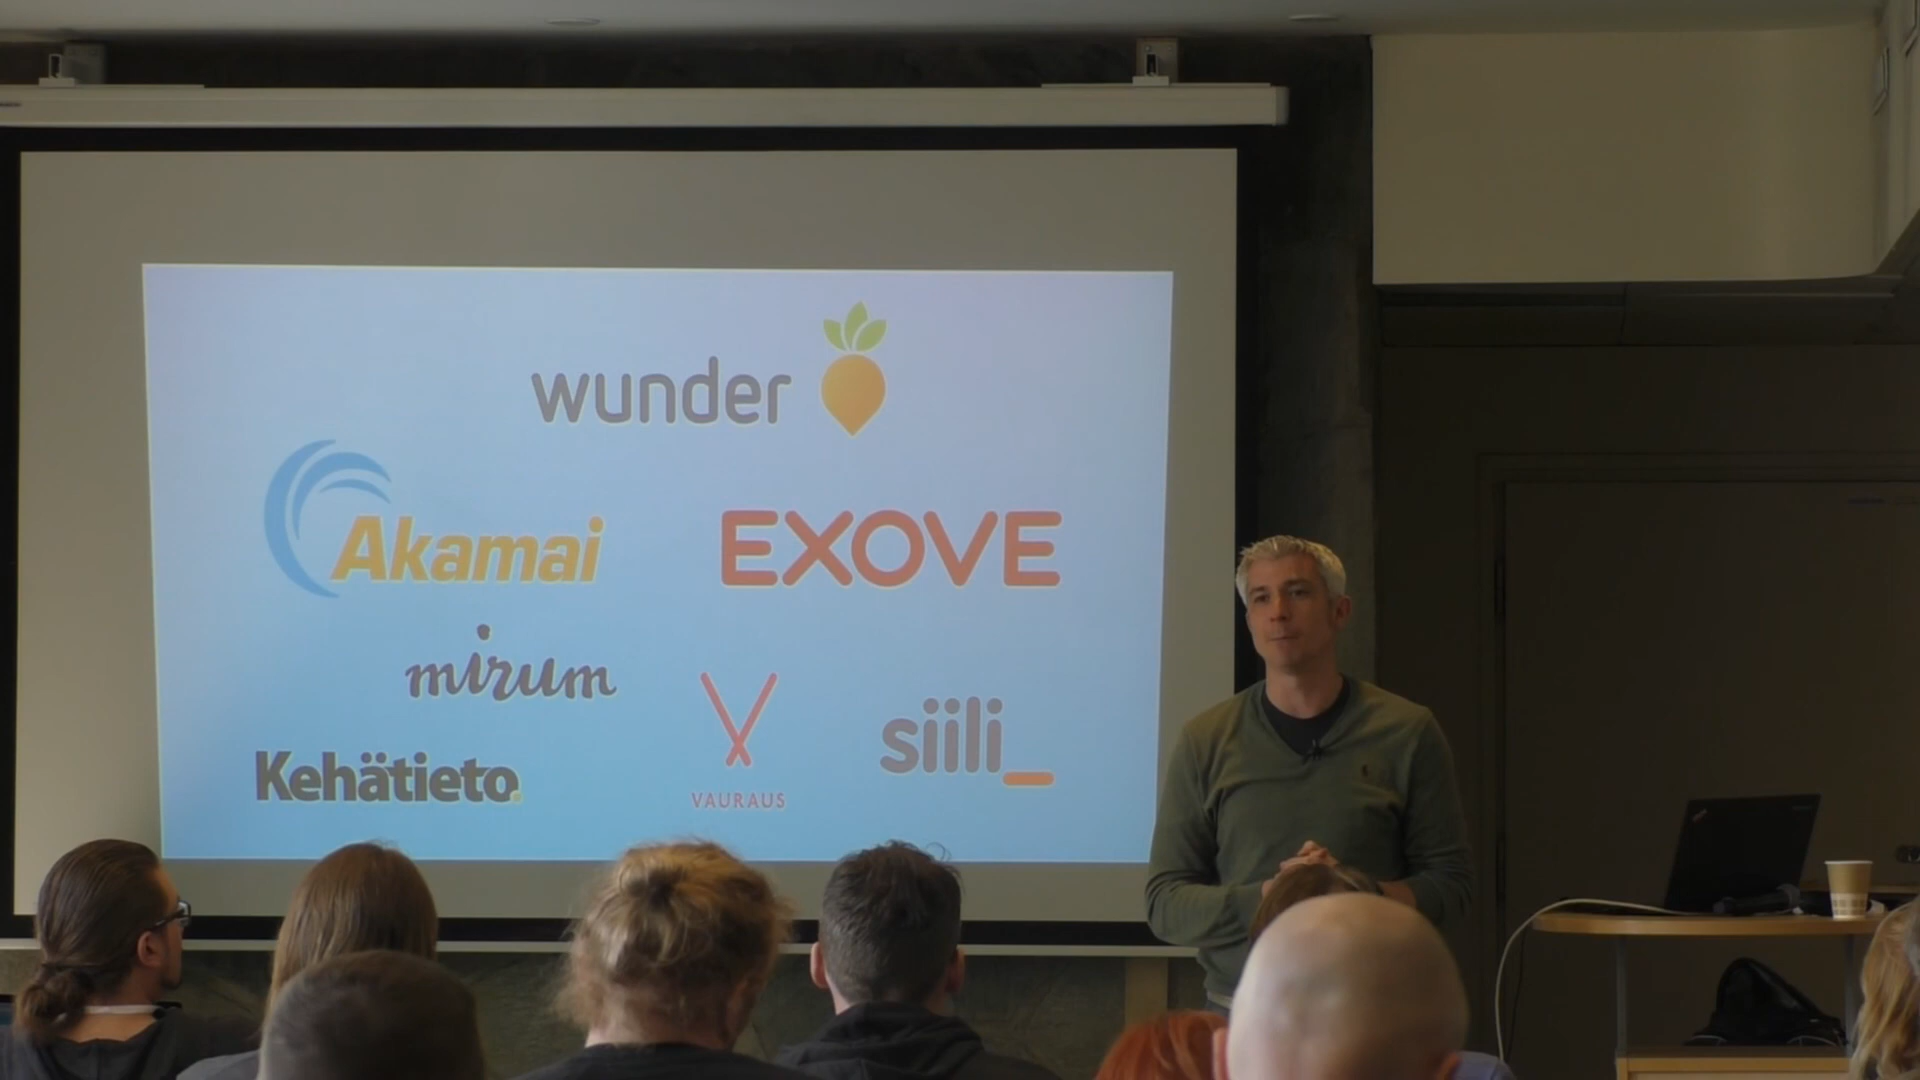 wunder
Akamai
EXOVE
mirum
Kehätieto
VAURAUS
siili_